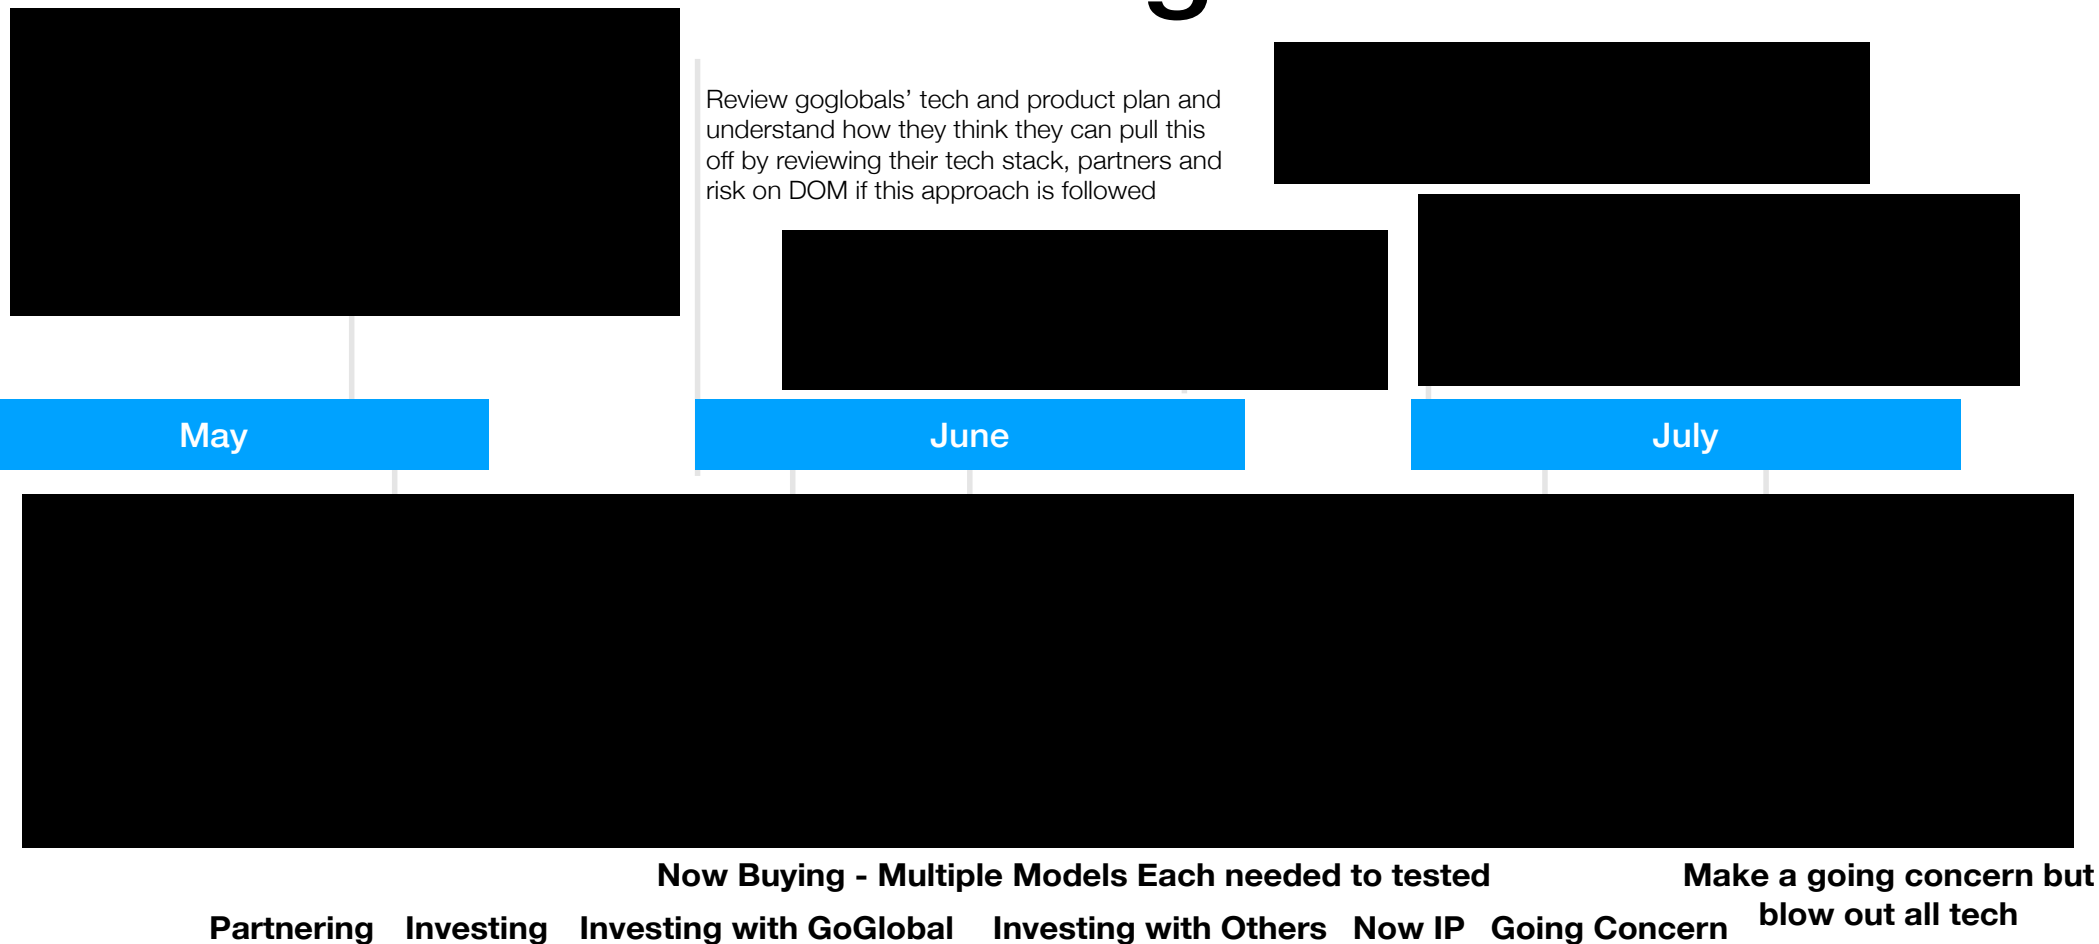 Review goglobals’ tech and product plan and
understand how they think they can pull this
off by reviewing their tech stack, partners and
risk on DOM if this approach is followed
May
June
July
Now Buying - Multiple Models Each needed to tested
Make a going concern but
blow out all tech
Partnering Investing Investing with GoGlobal Investing with Others Now IP Going Concern